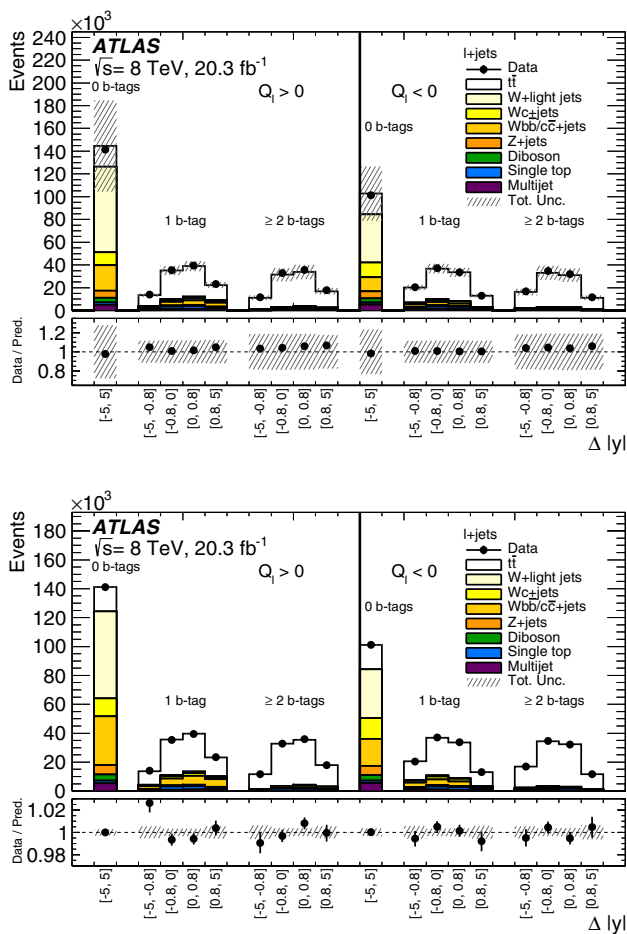 ×10³
Events
240
220
200
180
160
140
120
100
80
60
40
20
0
ATLAS
√s= 8 TeV, 20.3 fb⁻¹
0 b-tags
Q_l > 0
Q_l < 0
0 b-tags
1 b-tag
≥ 2 b-tags
1 b-tag
≥ 2 b-tags
l+jets
Data
tt̄
W+light jets
Wc+jets
Wbb̄/cc̄+jets
Z+jets
Diboson
Single top
Multijet
Tot. Unc.
Data / Pred.
1.2
1
0.8
[-5, 5]
[-5, -0.8]
[-0.8, 0]
[0, 0.8]
[0.8, 5]
[-5, -0.8]
[-0.8, 0]
[0, 0.8]
[0.8, 5]
[-5, 5]
[-5, -0.8]
[-0.8, 0]
[0, 0.8]
[0.8, 5]
[-5, -0.8]
[-0.8, 0]
[0, 0.8]
[0.8, 5]
Δ |y|
×10³
Events
180
160
140
120
100
80
60
40
20
0
ATLAS
√s= 8 TeV, 20.3 fb⁻¹
0 b-tags
Q_l > 0
Q_l < 0
0 b-tags
1 b-tag
≥ 2 b-tags
1 b-tag
≥ 2 b-tags
l+jets
Data
tt̄
W+light jets
Wc+jets
Wbb̄/cc̄+jets
Z+jets
Diboson
Single top
Multijet
Tot. Unc.
Data / Pred.
1.02
1
0.98
[-5, 5]
[-5, -0.8]
[-0.8, 0]
[0, 0.8]
[0.8, 5]
[-5, -0.8]
[-0.8, 0]
[0, 0.8]
[0.8, 5]
[-5, 5]
[-5, -0.8]
[-0.8, 0]
[0, 0.8]
[0.8, 5]
[-5, -0.8]
[-0.8, 0]
[0, 0.8]
[0.8, 5]
Δ |y|